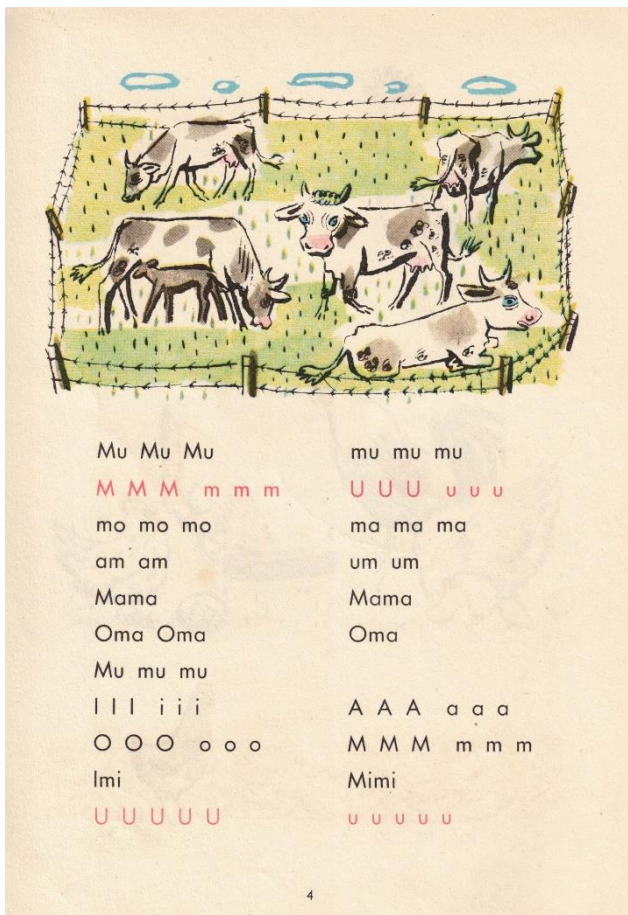 Mu Mu Mu mu mu mu
M M M m m m U U U u u u
mo mo mo ma ma ma
am am um um
Mama Mama
Oma Oma Oma
Mu mu mu
I I I i i i A A A a a a
O O O o o o M M M m m m
Imi Mimi
U U U U U u u u u u
4